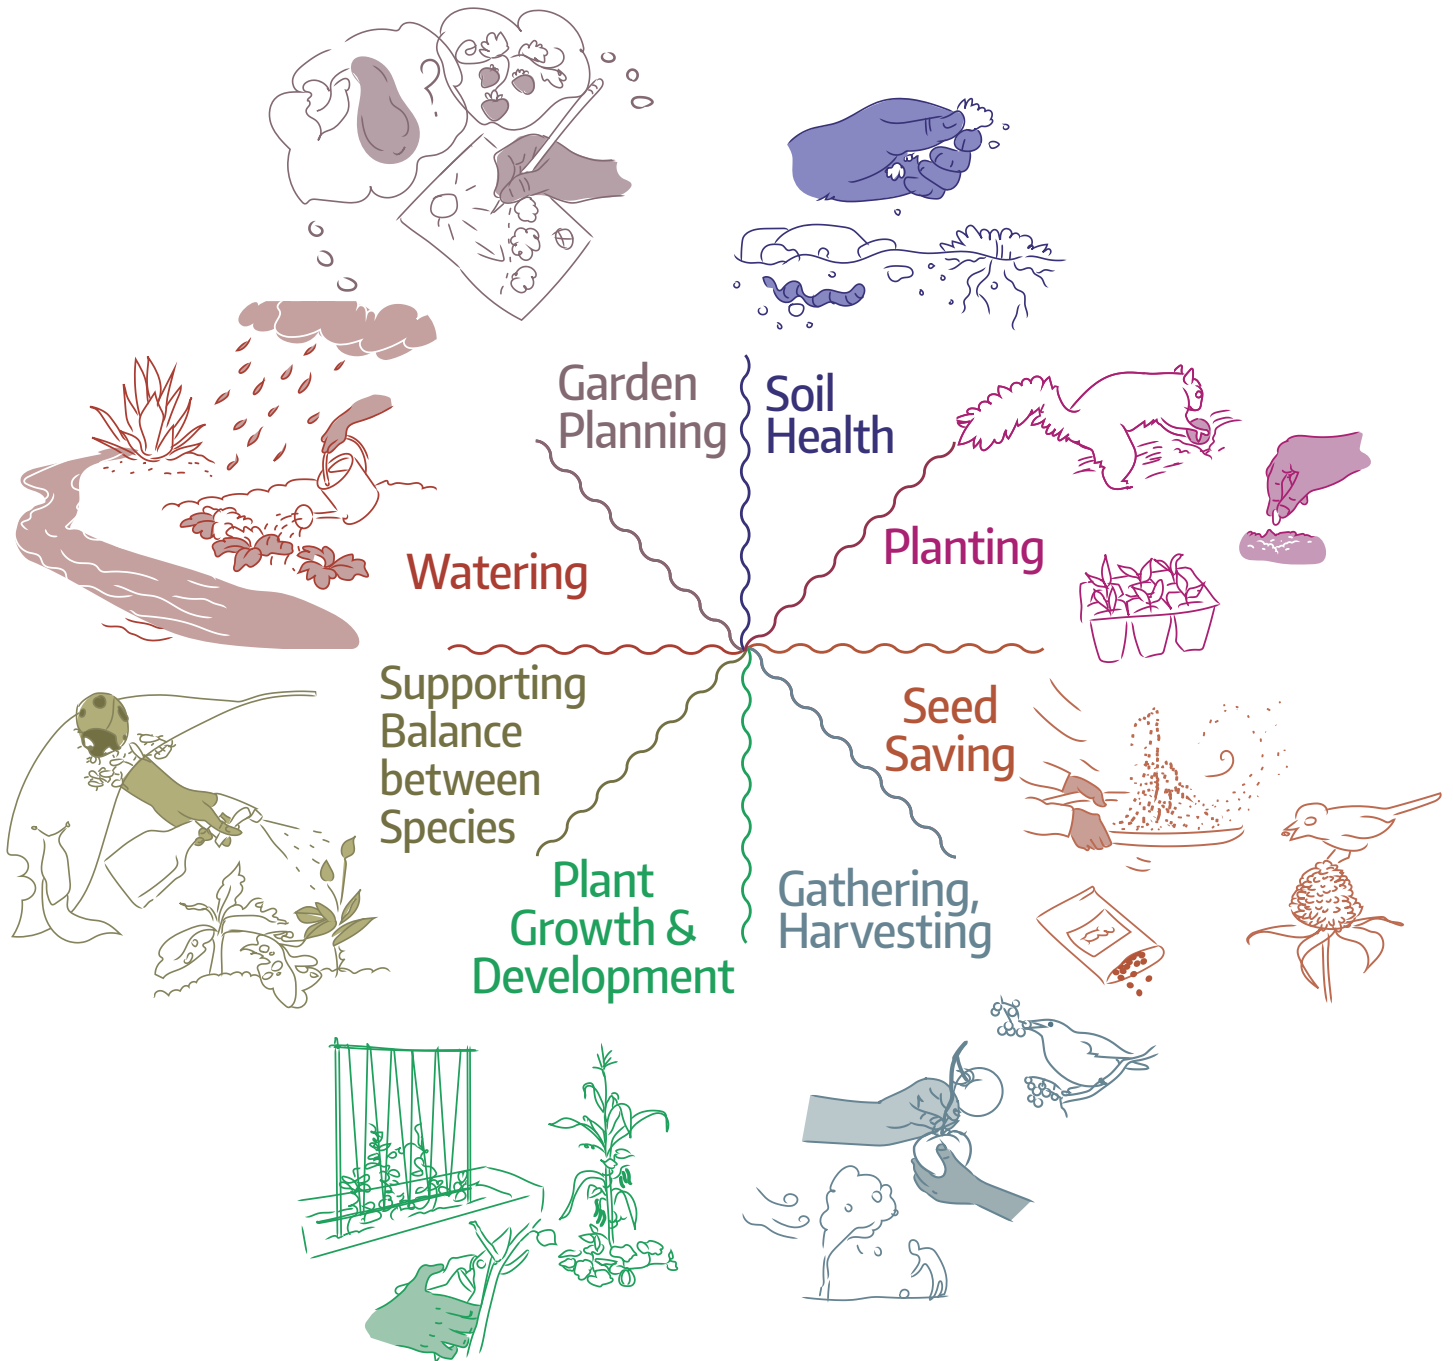 Garden
Planning
Soil
Health
Planting
Seed
Saving
Gathering,
Harvesting
Plant
Growth &
Development
Supporting
Balance
between
Species
Watering
?